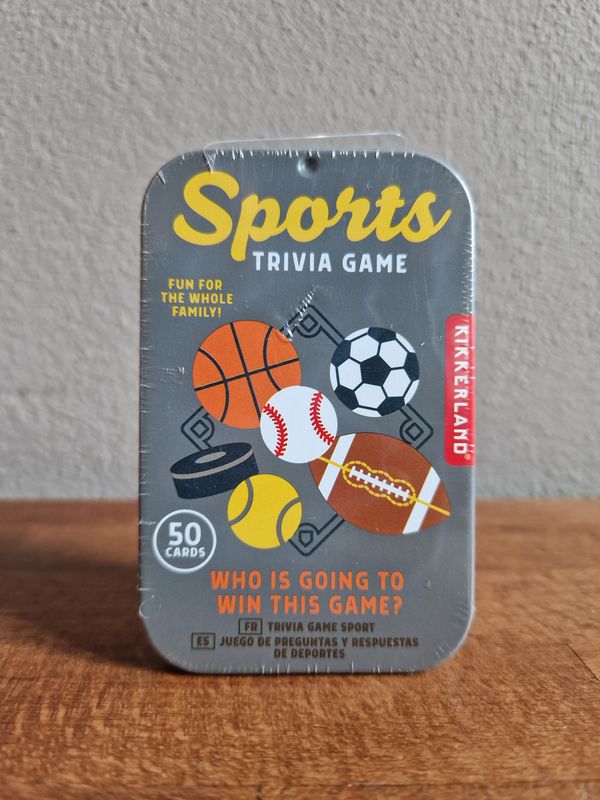 Sports
TRIVIA GAME
FUN FOR
THE WHOLE
FAMILY!
KIKKERLAND®
50
CARDS
WHO IS GOING TO
WIN THIS GAME?
FR TRIVIA GAME SPORT
ES JUEGO DE PREGUNTAS Y RESPUESTAS
DE DEPORTES